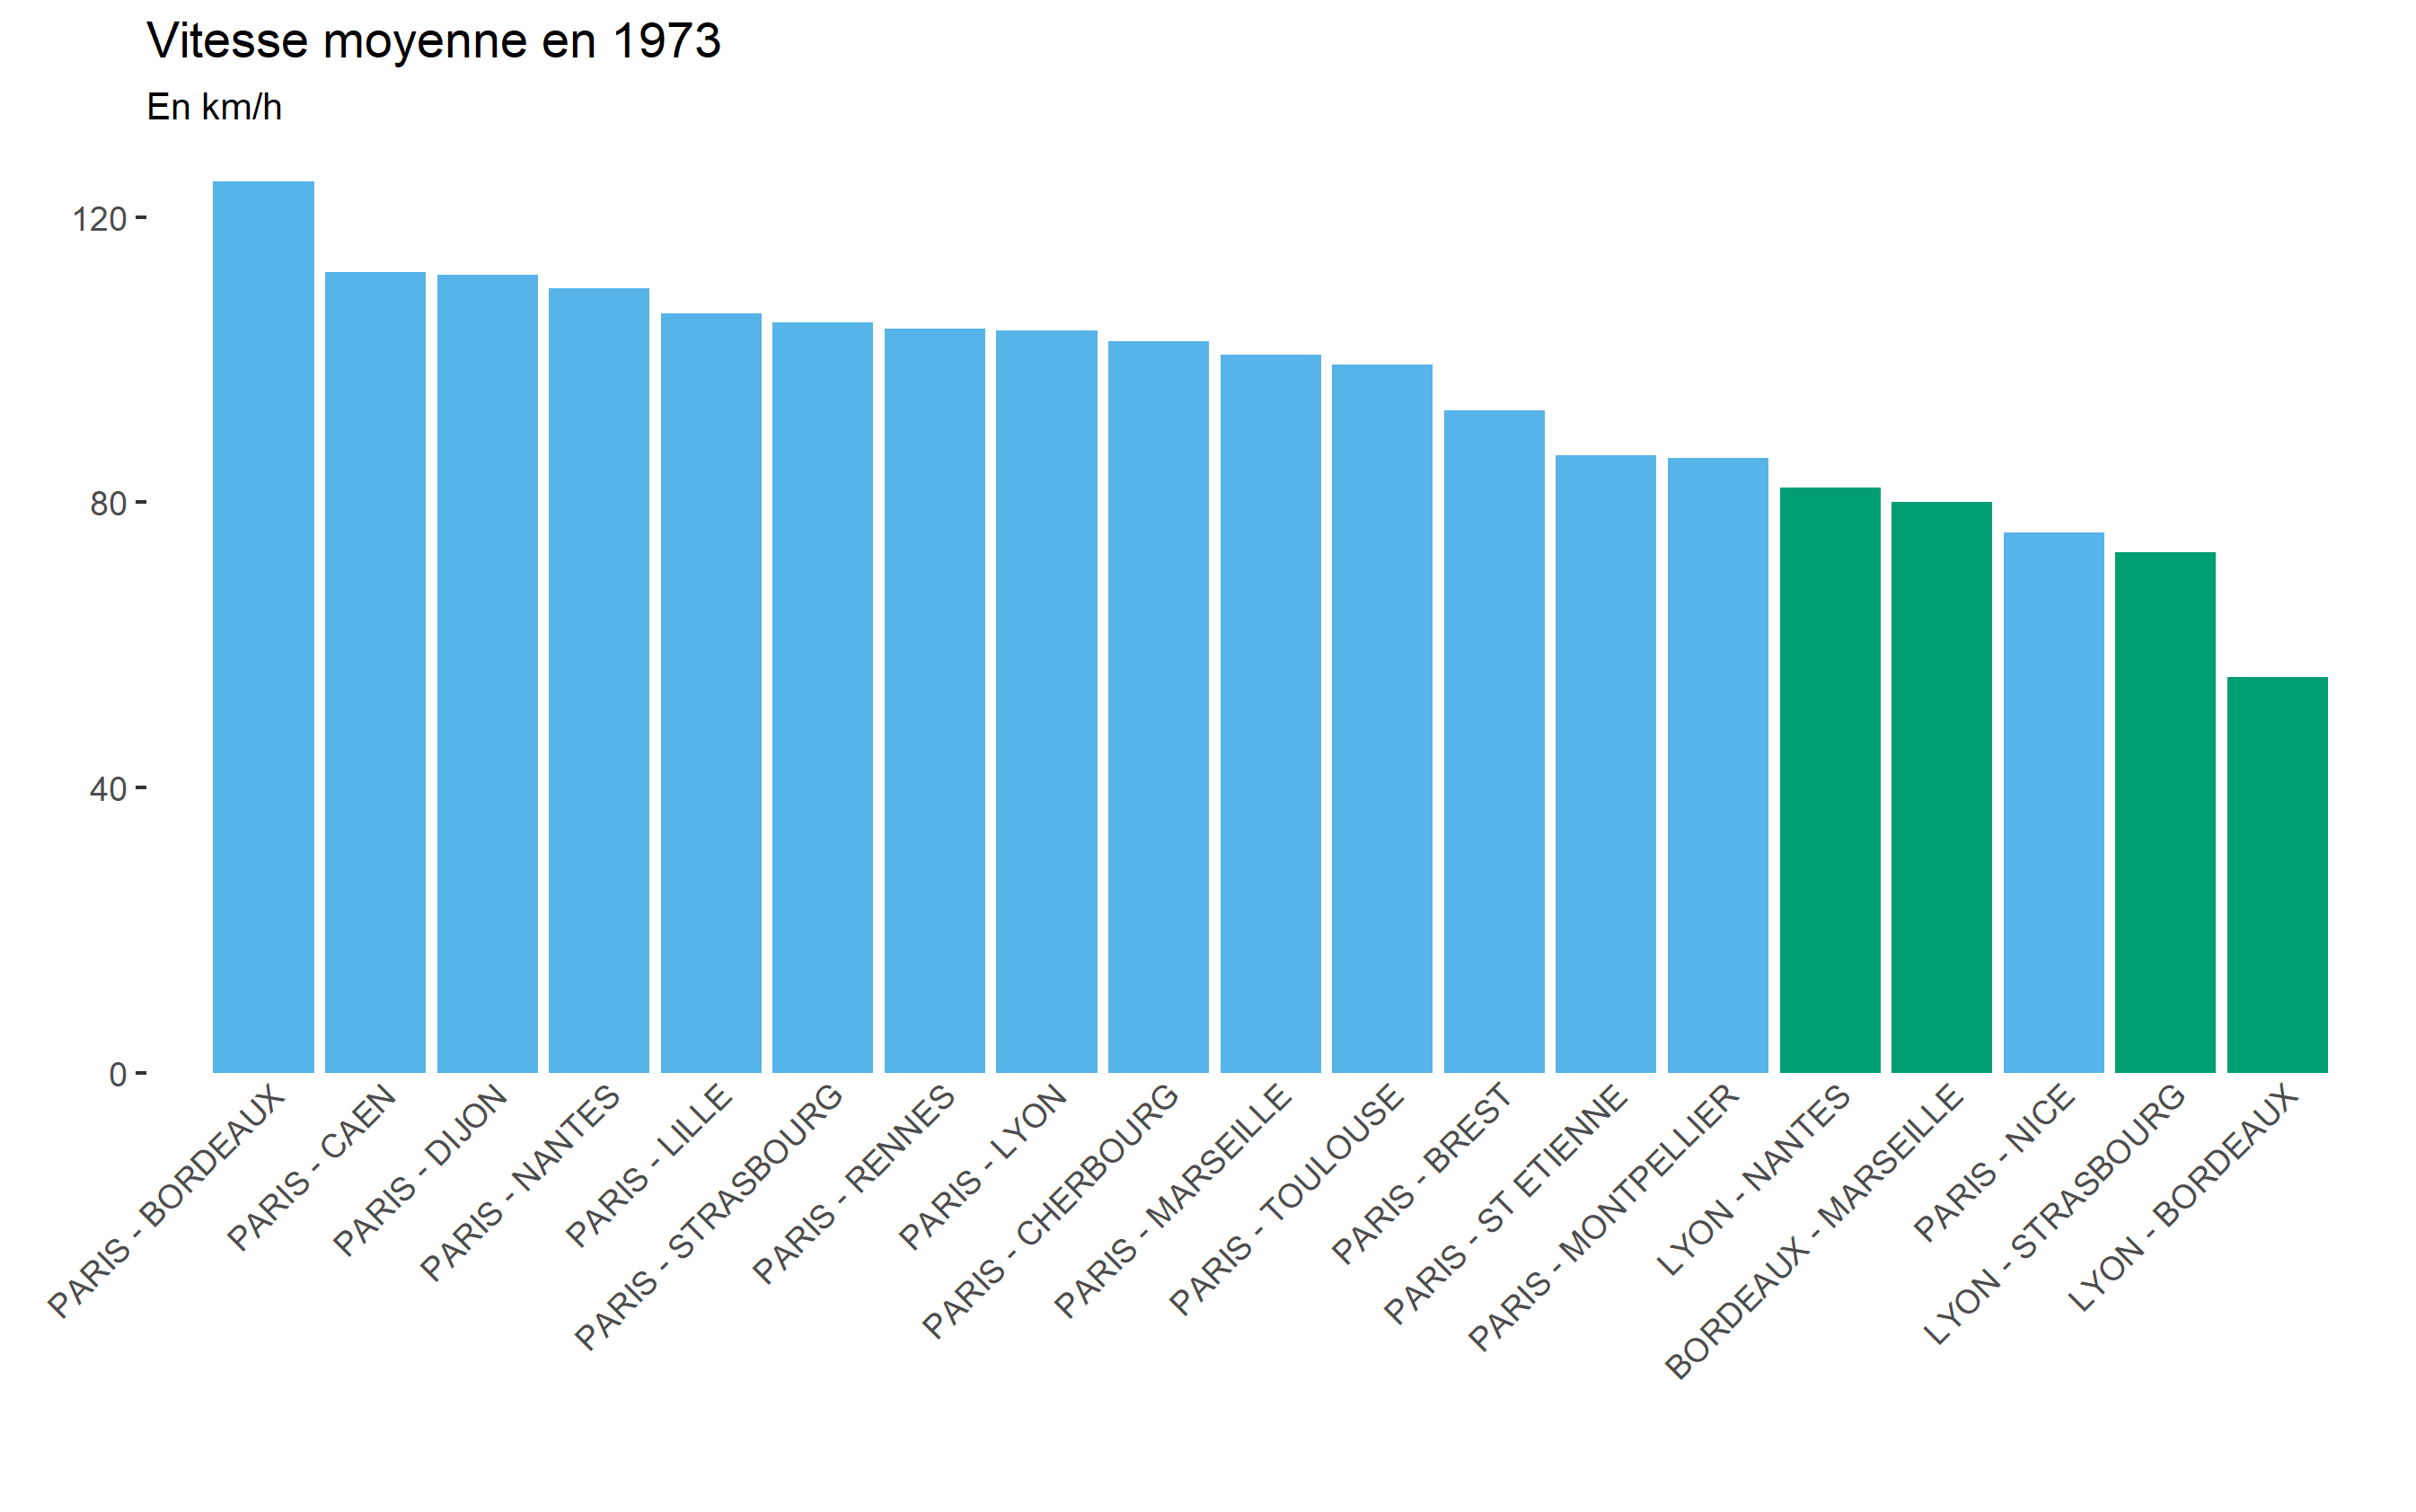 Vitesse moyenne en 1973
En km/h
120
80
40
0
PARIS - BORDEAUX
PARIS - CAEN
PARIS - DIJON
PARIS - NANTES
PARIS - LILLE
PARIS - STRASBOURG
PARIS - RENNES
PARIS - LYON
PARIS - CHERBOURG
PARIS - MARSEILLE
PARIS - TOULOUSE
PARIS - BREST
PARIS - ST ETIENNE
PARIS - MONTPELLIER
LYON - NANTES
BORDEAUX - MARSEILLE
PARIS - NICE
LYON - STRASBOURG
LYON - BORDEAUX